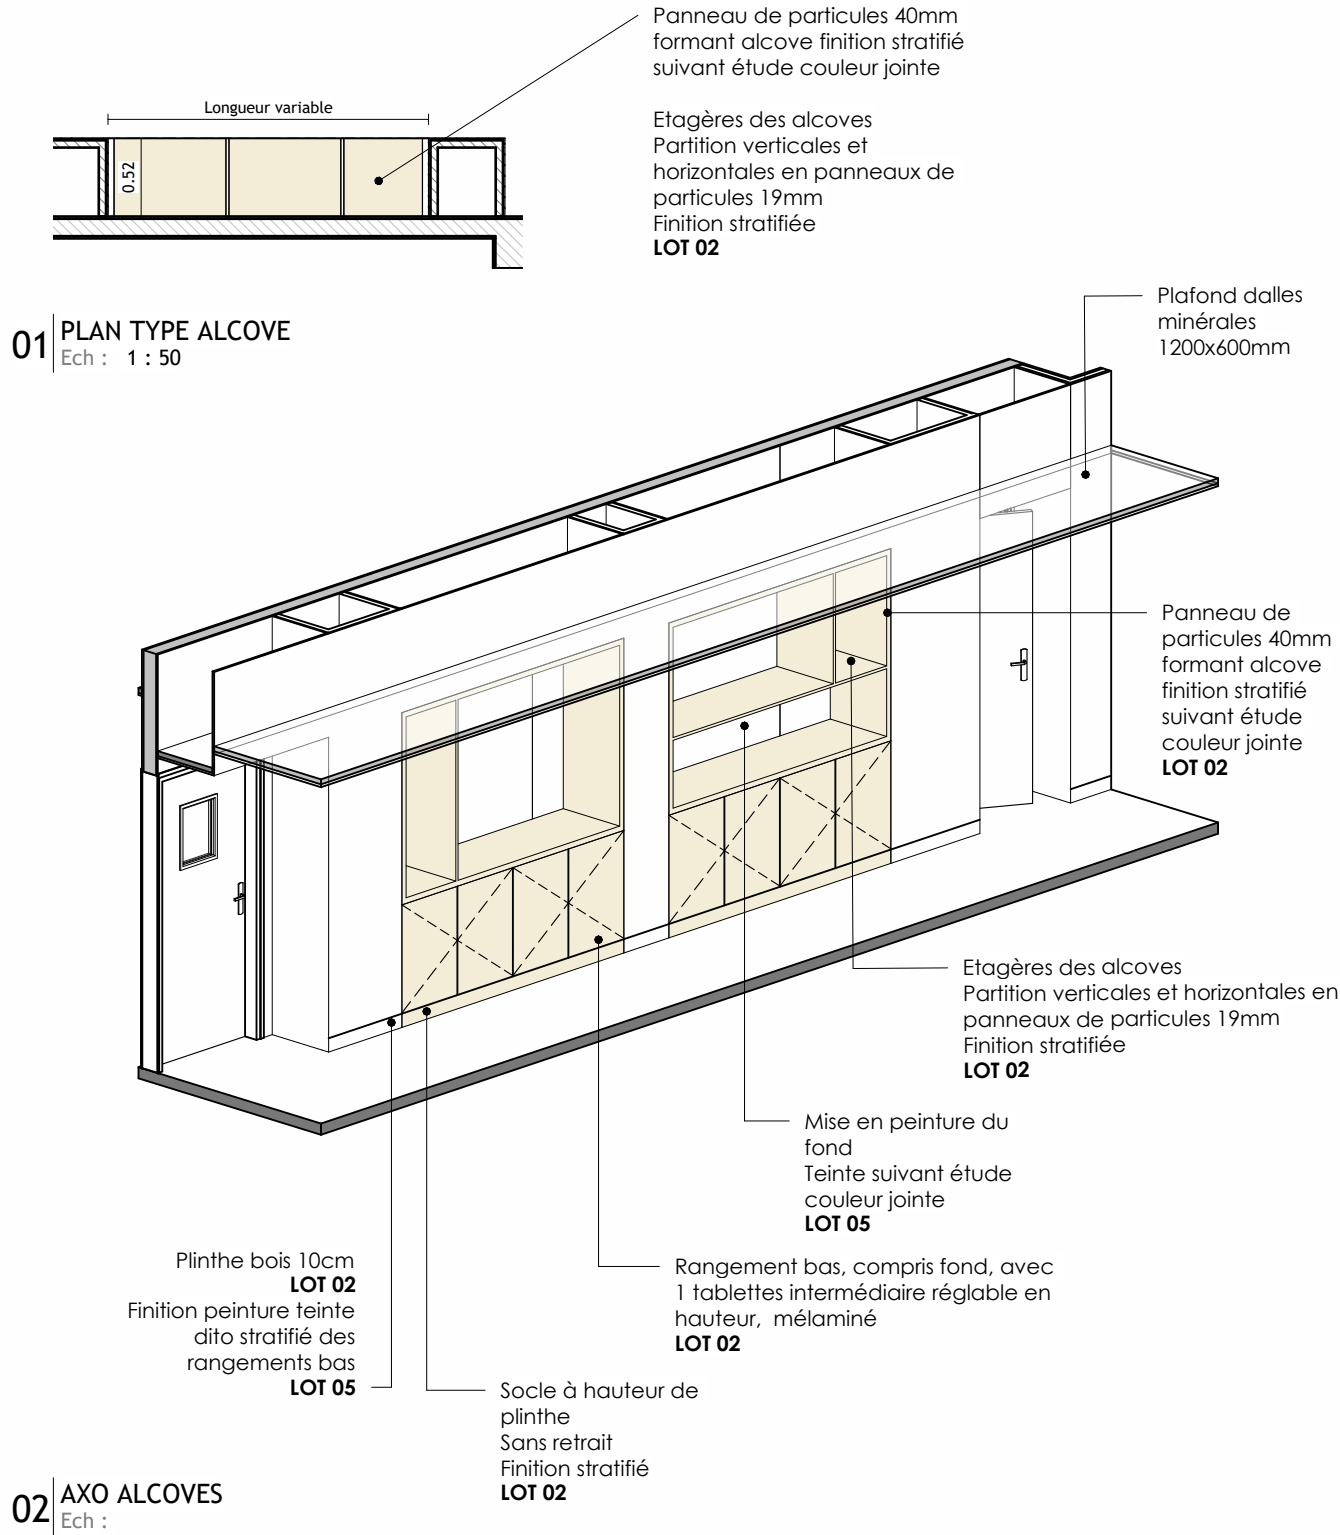 Panneau de particules 40mm
formant alcove finition stratifié
suivant étude couleur jointe
Etagères des alcoves
Partition verticales et
horizontales en panneaux de
particules 19mm
Finition stratifiée
LOT 02
Longueur variable
0.52
01 PLAN TYPE ALCOVE
Ech : 1 : 50
Plafond dalles
minérales
1200x600mm
Panneau de
particules 40mm
formant alcove
finition stratifié
suivant étude
couleur jointe
LOT 02
Etagères des alcoves
Partition verticales et horizontales en
panneaux de particules 19mm
Finition stratifiée
LOT 02
Mise en peinture du
fond
Teinte suivant étude
couleur jointe
LOT 05
Rangement bas, compris fond, avec
1 tablettes intermédiaire réglable en
hauteur, mélaminé
LOT 02
Plinthe bois 10cm
LOT 02
Finition peinture teinte
dito stratifié des
rangements bas
LOT 05
Socle à hauteur de
plinthe
Sans retrait
Finition stratifié
LOT 02
02 AXO ALCOVES
Ech :